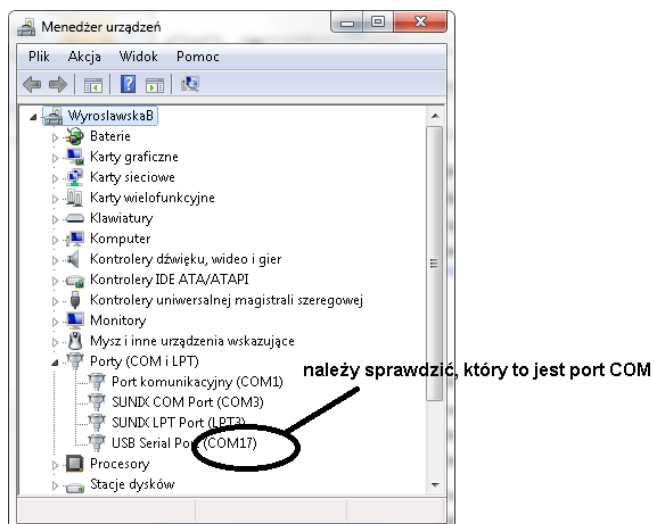 Menedżer urządzeń
Plik Akcja Widok Pomoc
WyroslawskaB
Baterie
Karty graficzne
Karty sieciowe
Karty wielofunkcyjne
Klawiatury
Komputer
Kontrolery dźwięku, wideo i gier
Kontrolery IDE ATA/ATAPI
Kontrolery uniwersalnej magistrali szeregowej
Monitory
Mysz i inne urządzenia wskazujące
Porty (COM i LPT)
należy sprawdzić, który to jest port COM
Port komunikacyjny (COM1)
SUNIX COM Port (COM3)
SUNIX LPT Port (LPT3)
USB Serial Port (COM17)
Procesory
Stacje dysków